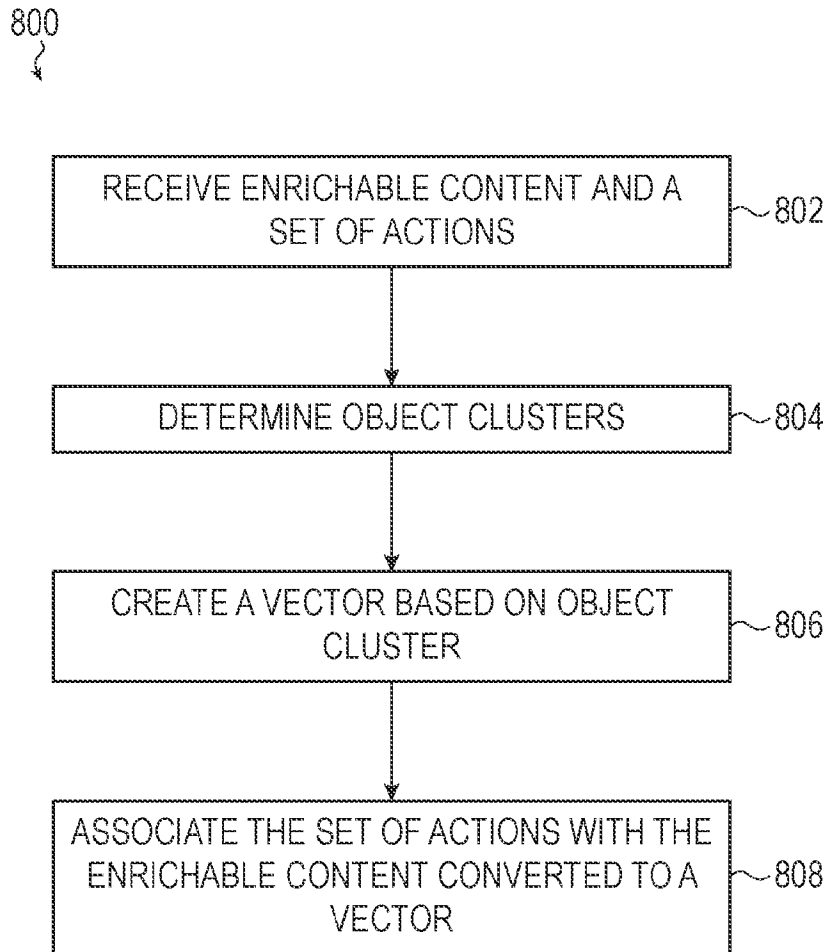 800
RECEIVE ENRICHABLE CONTENT AND A
SET OF ACTIONS
802
DETERMINE OBJECT CLUSTERS
804
CREATE A VECTOR BASED ON OBJECT
CLUSTER
806
ASSOCIATE THE SET OF ACTIONS WITH THE
ENRICHABLE CONTENT CONVERTED TO A
VECTOR
808